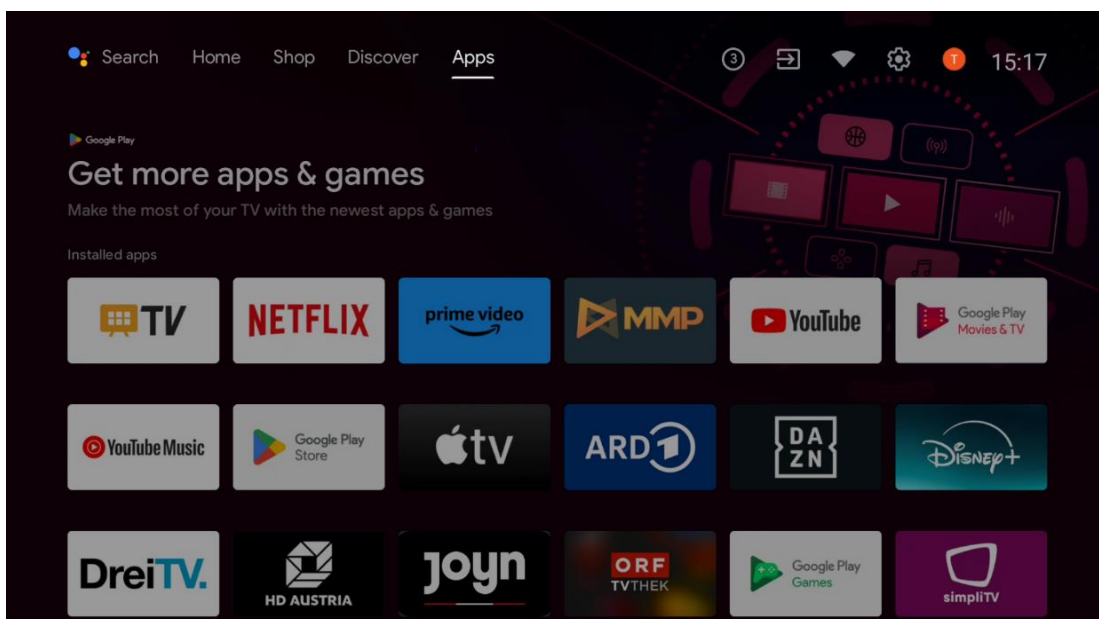 Search Home Shop Discover Apps 3 T 15:17
Google Play
Get more apps & games
Make the most of your TV with the newest apps & games
Installed apps
TV NETFLIX prime video MMP YouTube Google Play
Movies & TV
YouTube Music Google Play
Store tv ARD 1 DA
ZN Disney+
DreiTV. HD AUSTRIA joyn ORF
TVTHEK Google Play
Games simpliTV